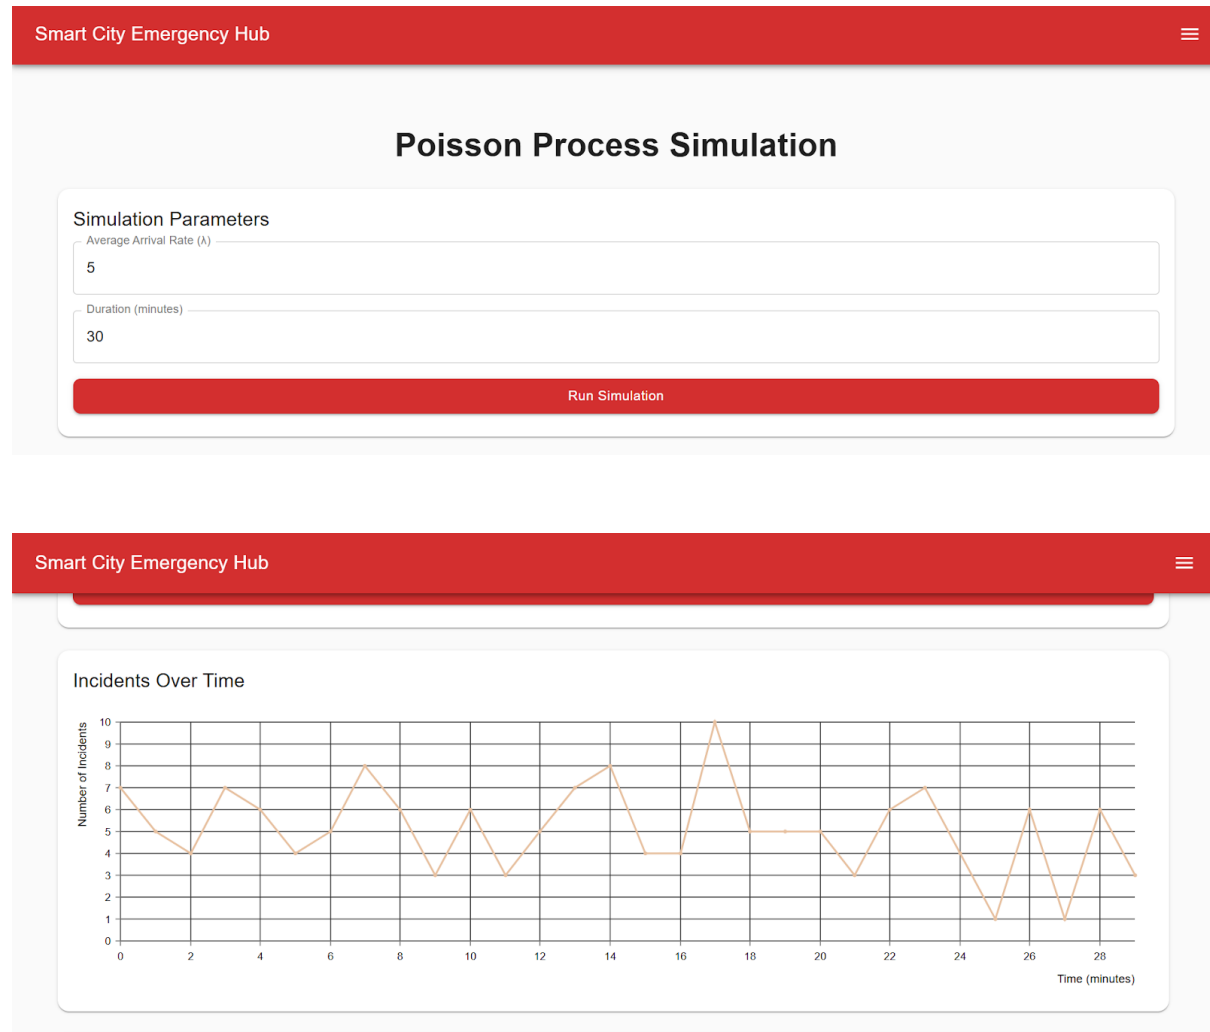 Smart City Emergency Hub
Poisson Process Simulation
Simulation Parameters
Average Arrival Rate (λ)
5
Duration (minutes)
30
Run Simulation
Smart City Emergency Hub
Incidents Over Time
Number of Incidents
10
9
8
7
6
5
4
3
2
1
0
0 2 4 6 8 10 12 14 16 18 20 22 24 26 28
Time (minutes)